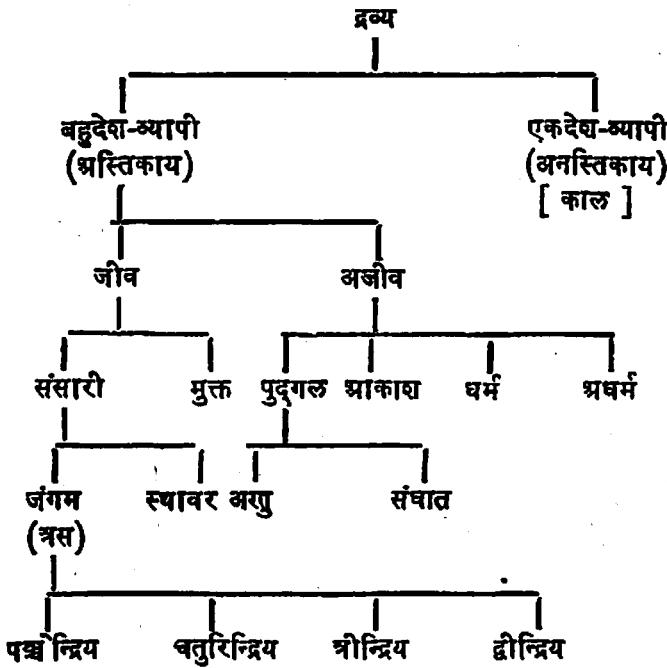 द्रव्य
बहुदेश-व्यापी एकदेश-व्यापी
(अस्तिकाय) (अनस्तिकाय)
[ काल ]
जीव अजीव
संसारी मुक्त पुद्गल आकाश धर्म अधर्म
जंगम स्थावर अणु संघात
(त्रस)
पञ्चेन्द्रिय चतुरिन्द्रिय त्रीन्द्रिय द्वीन्द्रिय